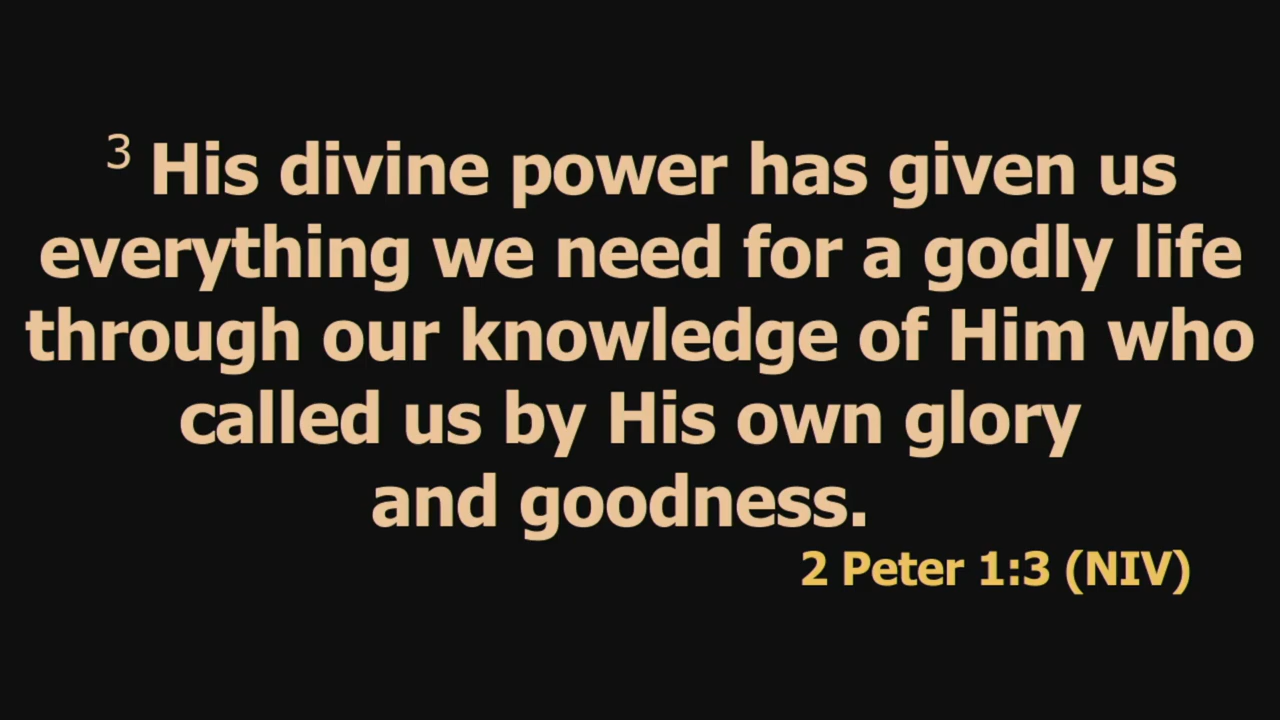 3 His divine power has given us
everything we need for a godly life
through our knowledge of Him who
called us by His own glory
and goodness.
2 Peter 1:3 (NIV)